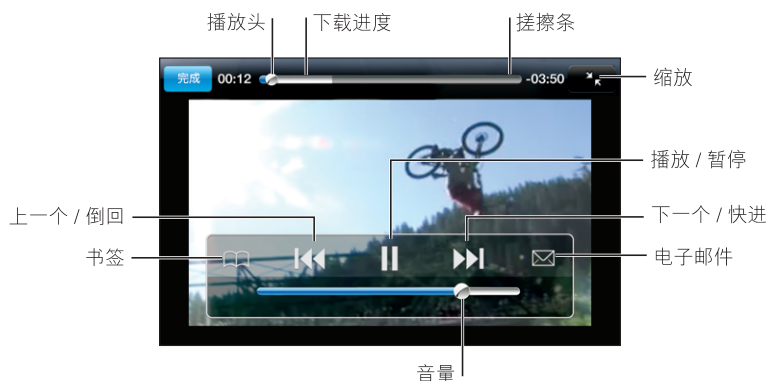 播放头
下载进度
搓擦条
完成
00:12
-03:50
缩放
播放 / 暂停
上一个 / 倒回
下一个 / 快进
书签
电子邮件
音量